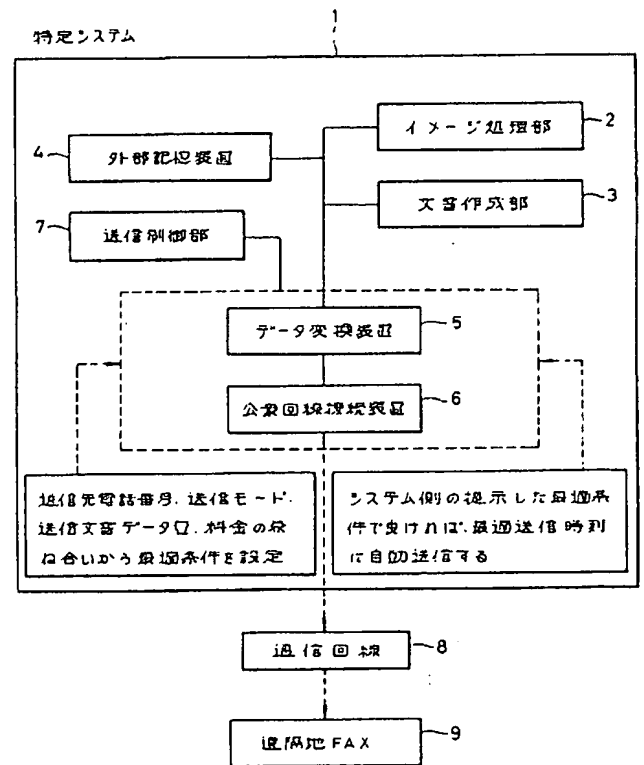 1
特定システム
イメージ処理部
2
4
外部記憶装置
文書作成部
3
7
送信制御部
データ変換装置
5
公衆回線接続装置
6
送信先電話番号、送信モード、
送信文書データ量、料金の兼
ね合いから最適条件を設定
システム側の提示した最適条
件で良ければ、最適送信時刻
に自動送信する
通信回線
8
遠隔地FAX
9